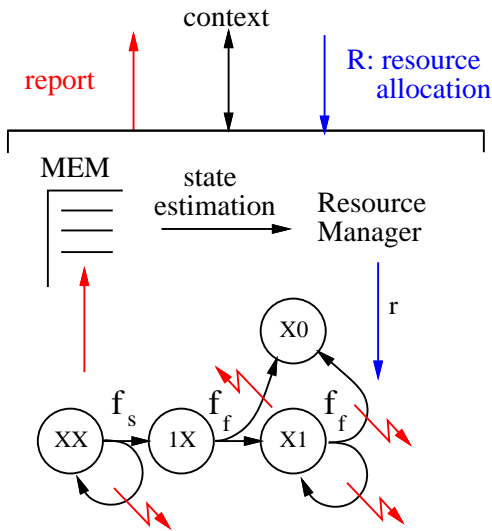 context
report
R: resource
allocation
MEM
state
estimation
Resource
Manager
r
X0
f_s
f_f
f_f
XX
1X
X1